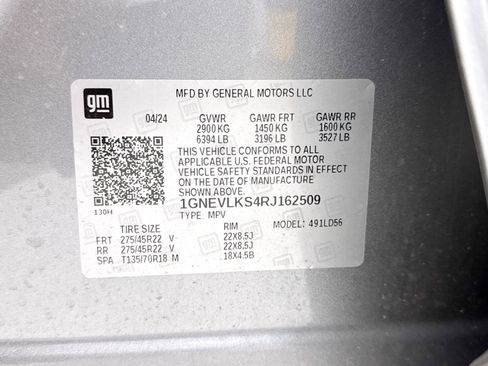 gm
MFD BY GENERAL MOTORS LLC
04/24 GVWR GAWR FRT GAWR RR
2900 KG 1450 KG 1600 KG
6394 LB 3196 LB 3527 LB
THIS VEHICLE CONFORMS TO ALL
APPLICABLE U.S. FEDERAL MOTOR
VEHICLE SAFETY STANDARDS IN EFFECT
ON THE DATE OF MANUFACTURE
SHOWN ABOVE.
130H 1GNEVLKS4RJ162509
TYPE: MPV MODEL: 491LD56
TIRE SIZE RIM
FRT 275/45R22 V 22X8.5J
RR 275/45R22 V 22X8.5J
SPA T135/70R18 M 18X4.5B